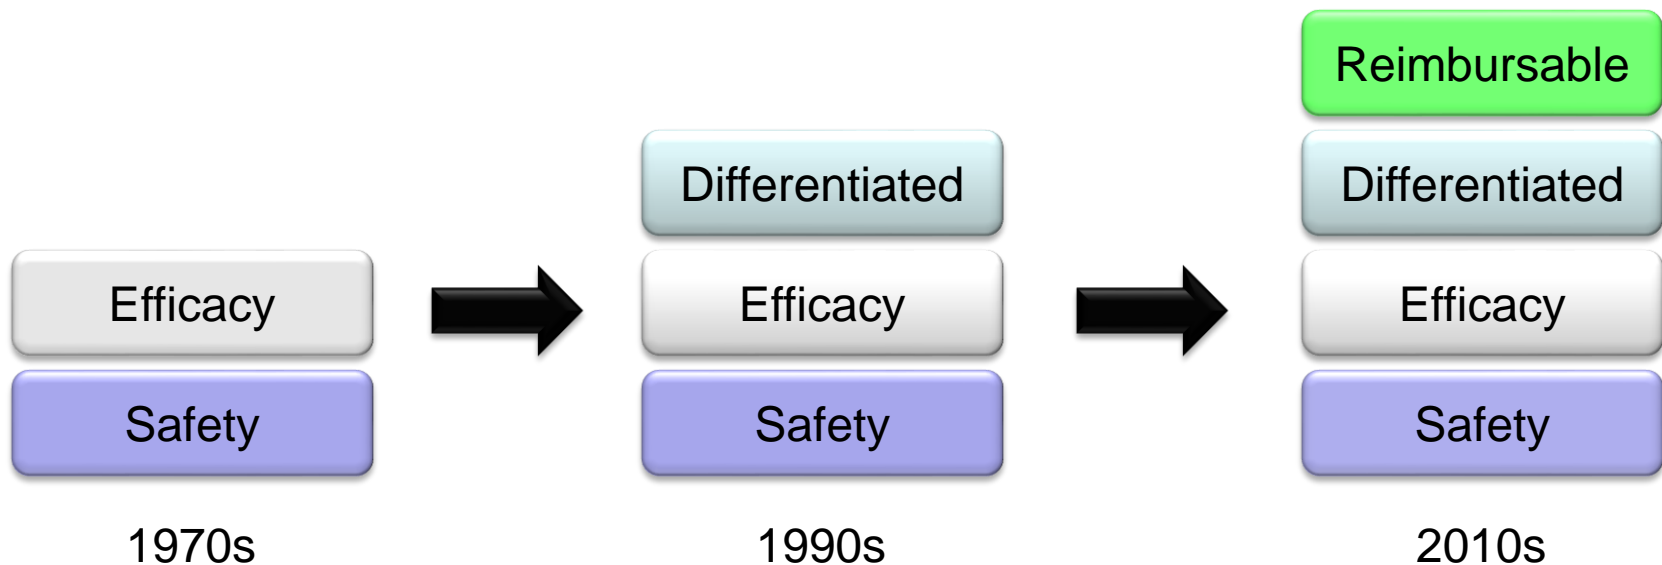 Efficacy
Safety
1970s
Differentiated
Efficacy
Safety
1990s
Reimbursable
Differentiated
Efficacy
Safety
2010s